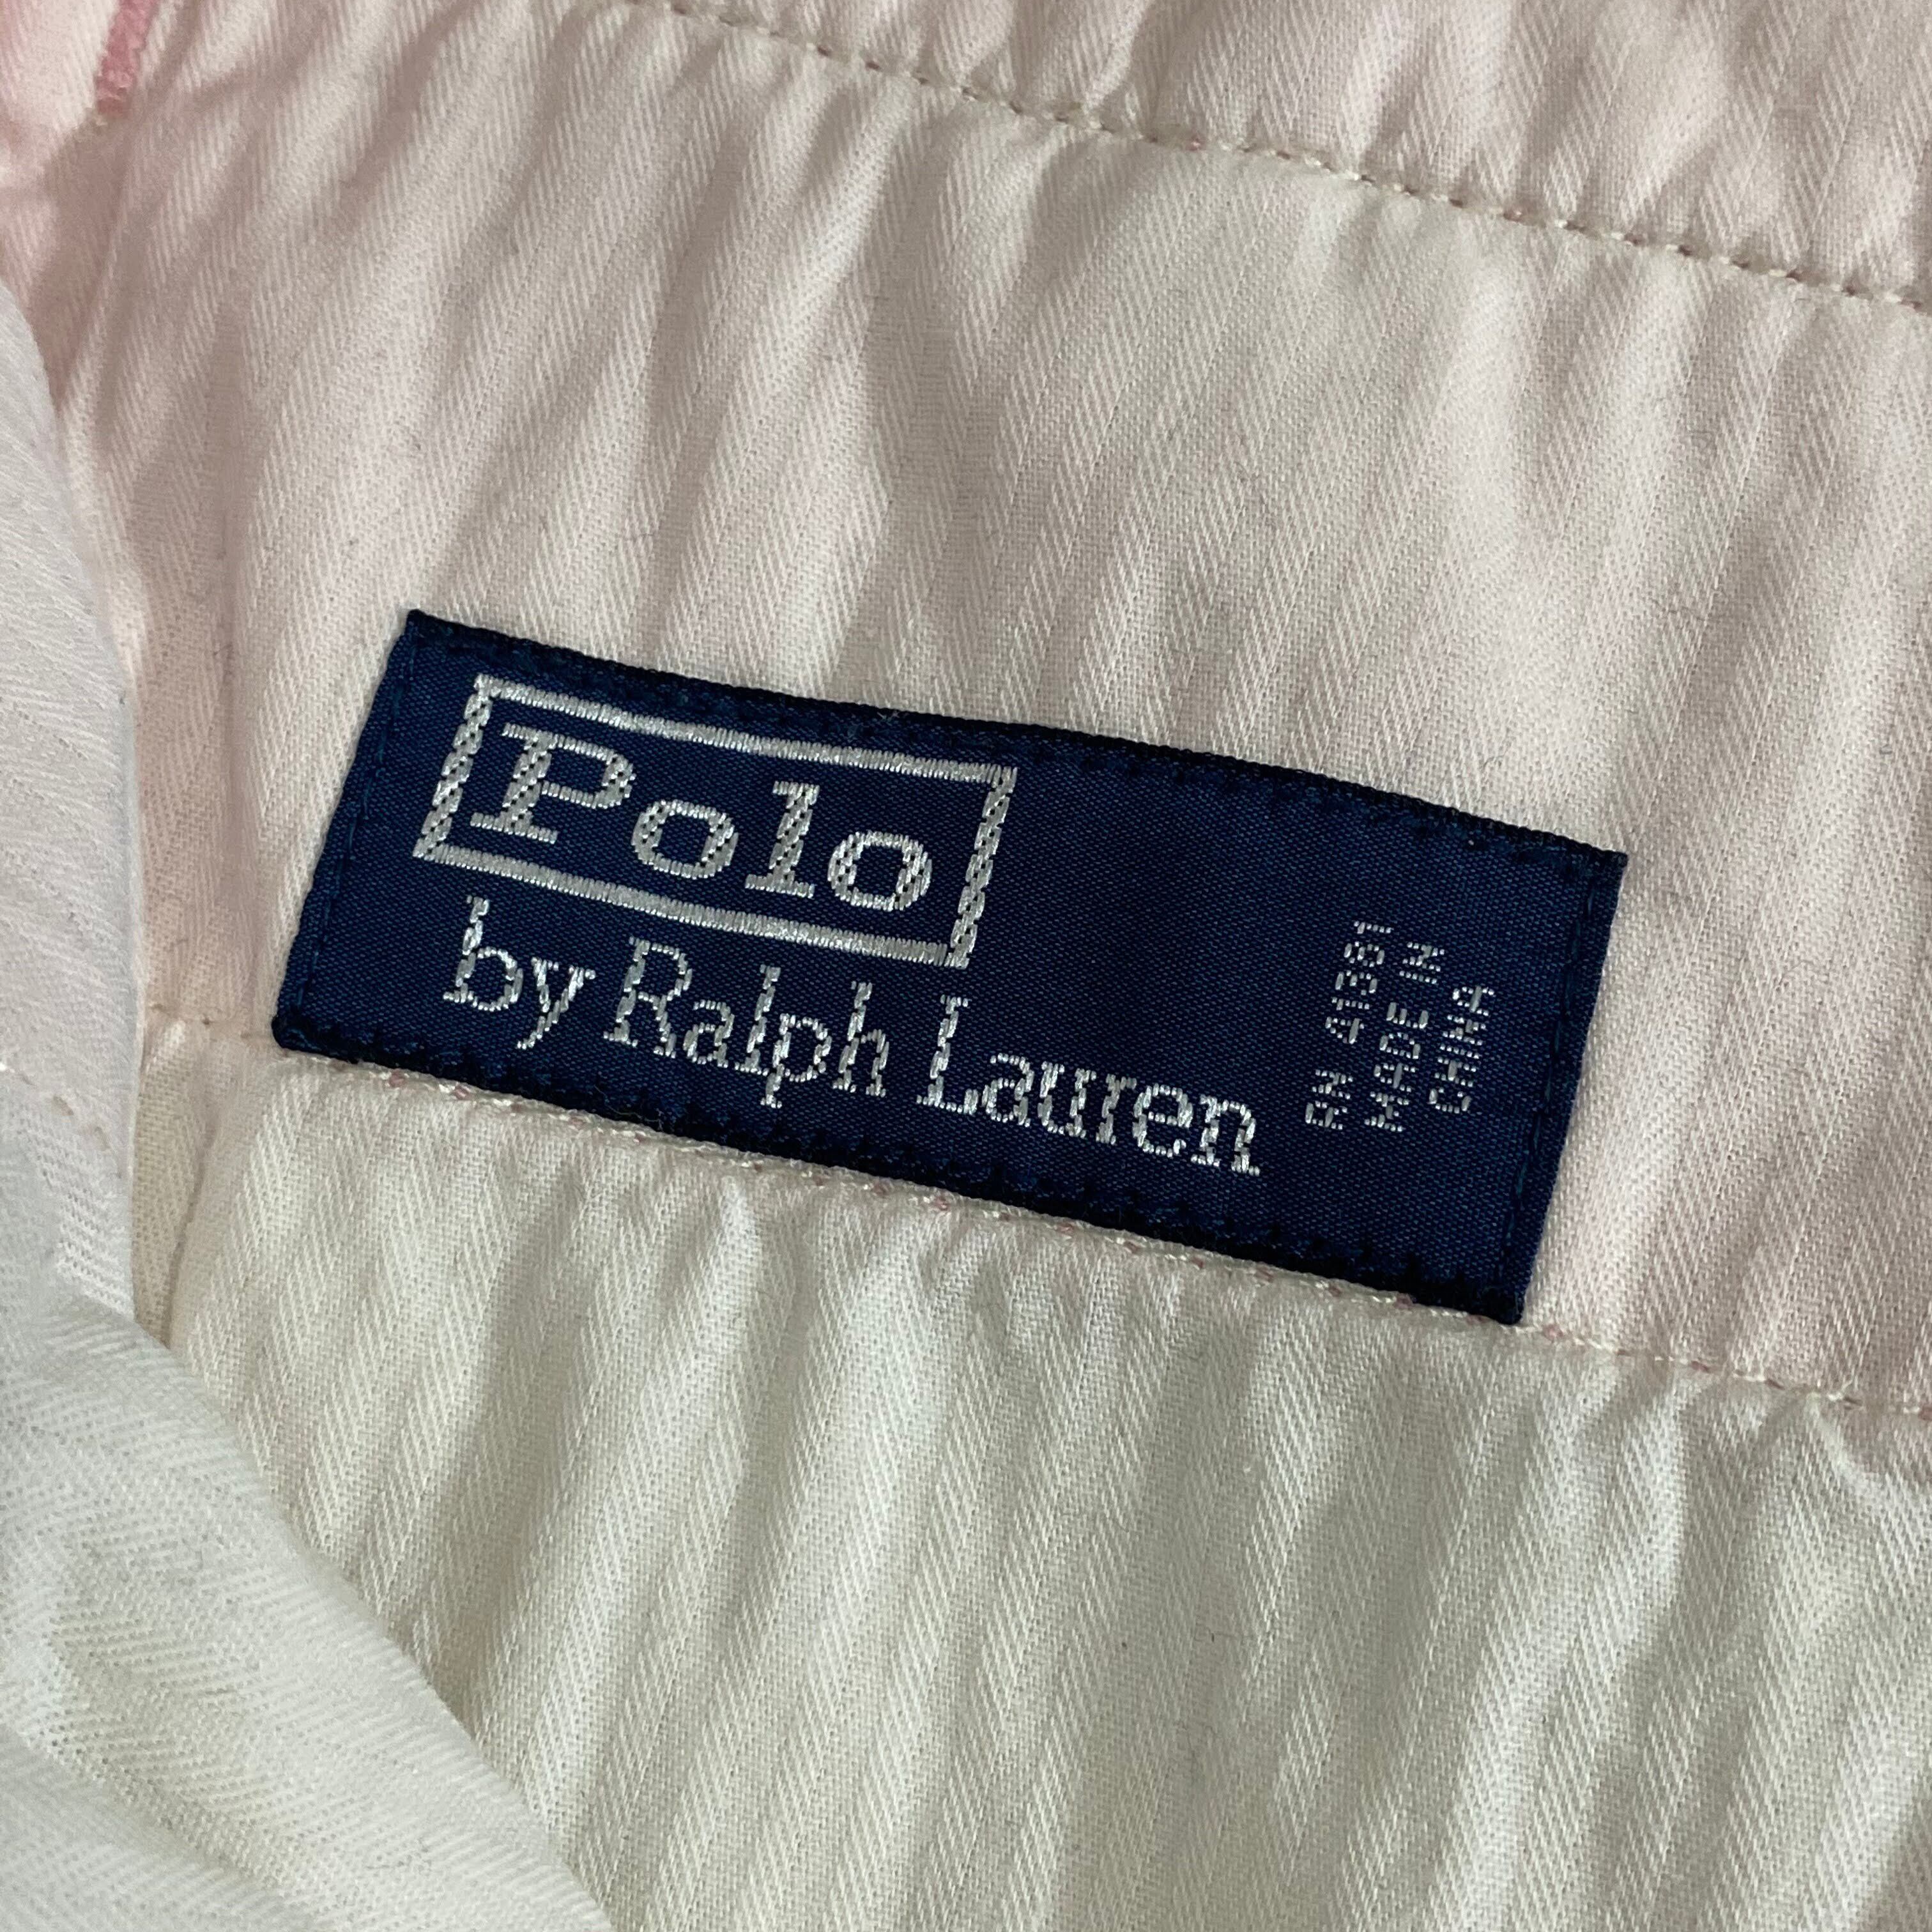 Polo
by Ralph Lauren
RN 41381
MADE IN
CHINA